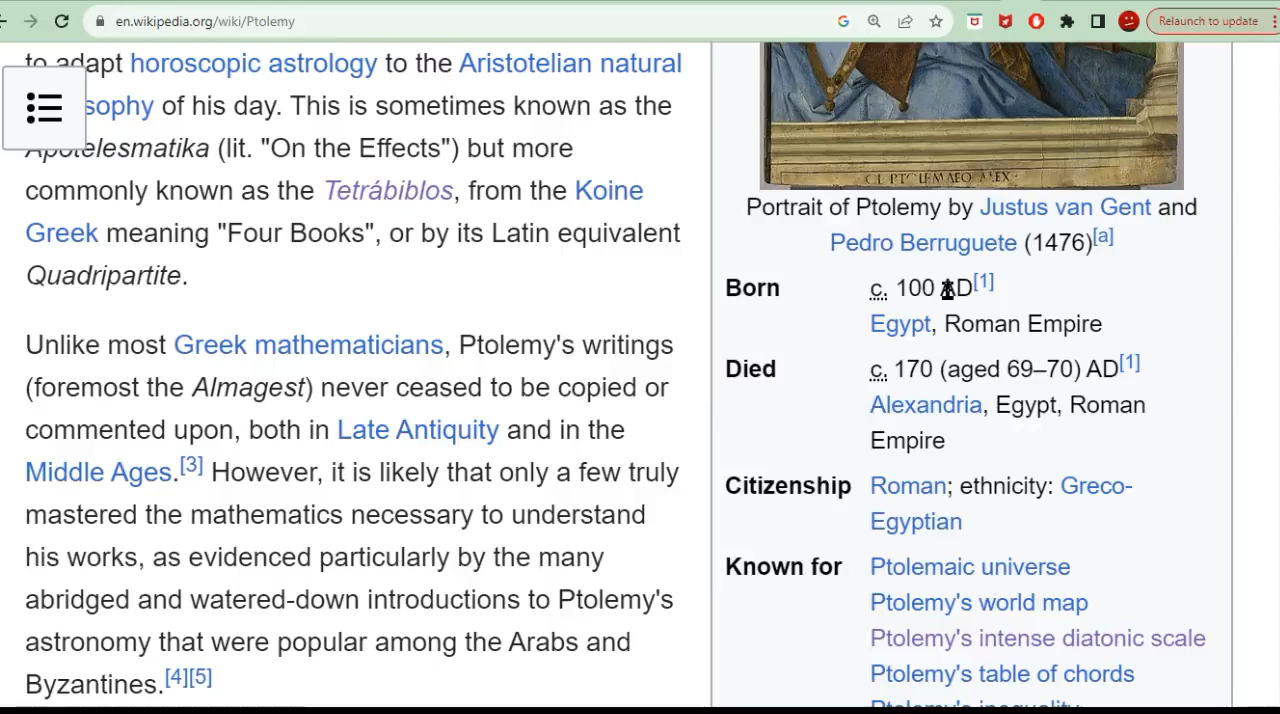 en.wikipedia.org/wiki/Ptolemy
Relaunch to update
to adapt horoscopic astrology to the Aristotelian natural
sophy of his day. This is sometimes known as the
Apotelesmatika (lit. "On the Effects") but more
commonly known as the Tetrábiblos, from the Koine
Greek meaning "Four Books", or by its Latin equivalent
Quadripartite.
Unlike most Greek mathematicians, Ptolemy's writings
(foremost the Almagest) never ceased to be copied or
commented upon, both in Late Antiquity and in the
Middle Ages.[3] However, it is likely that only a few truly
mastered the mathematics necessary to understand
his works, as evidenced particularly by the many
abridged and watered-down introductions to Ptolemy's
astronomy that were popular among the Arabs and
Byzantines.[4][5]
CL PTOLEMAEO ALEX
Portrait of Ptolemy by Justus van Gent and
Pedro Berruguete (1476)[a]
Born c. 100 AD[1]
Egypt, Roman Empire
Died c. 170 (aged 69–70) AD[1]
Alexandria, Egypt, Roman
Empire
Citizenship Roman; ethnicity: Greco-
Egyptian
Known for Ptolemaic universe
Ptolemy's world map
Ptolemy's intense diatonic scale
Ptolemy's table of chords
Ptolemy's inequality